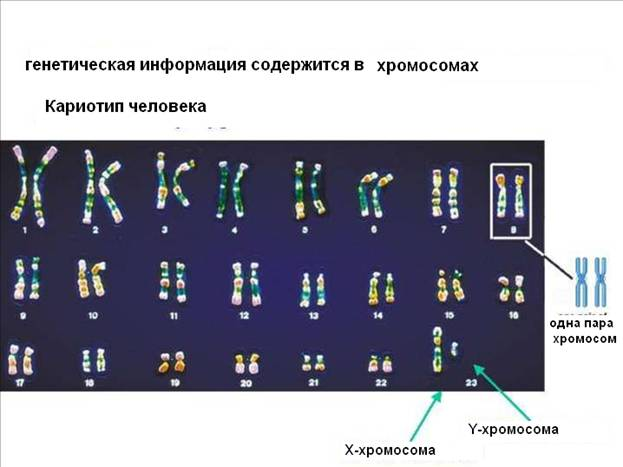 генетическая информация содержится в хромосомах
Кариотип человека
1 2 3 4 5 6 7 8
9 10 11 12 13 14 15 16
одна пара
хромосом
17 18 19 20 21 22 23
Y-хромосома
X-хромосома